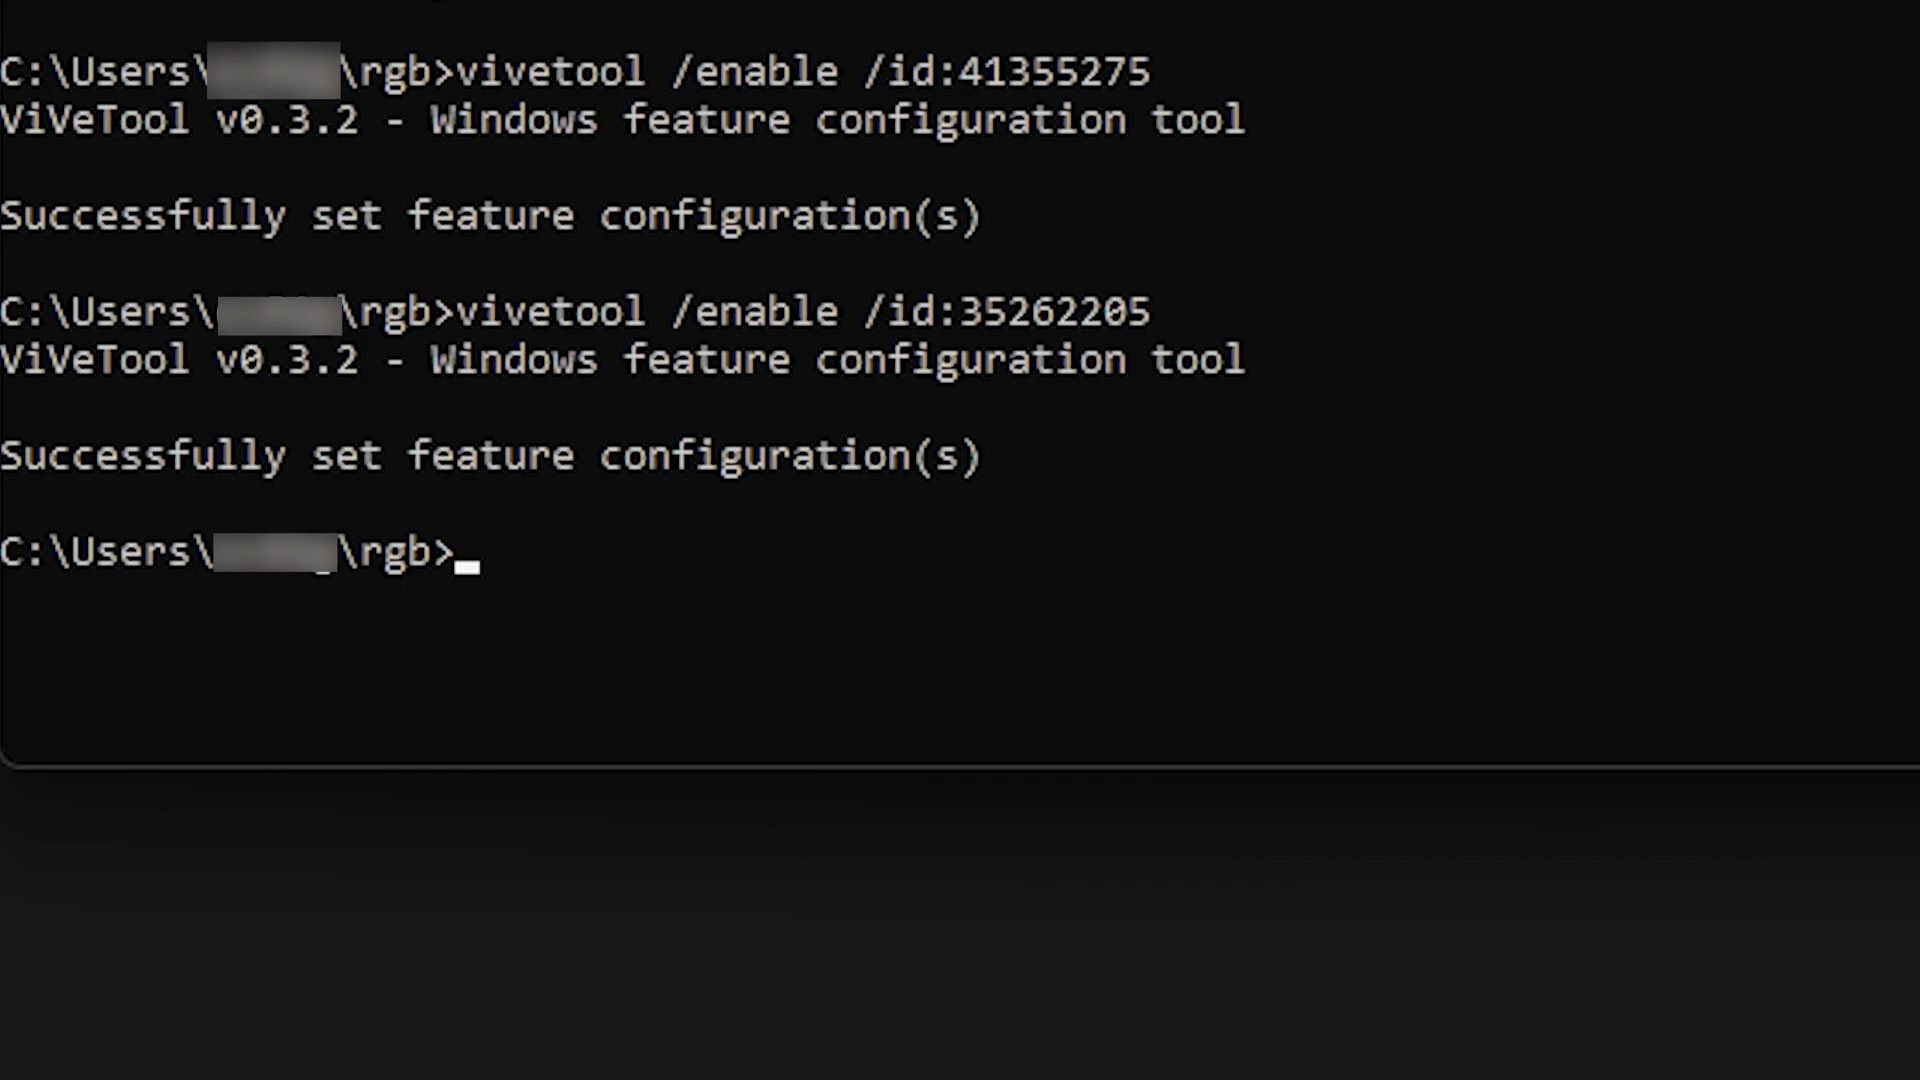 C:\Users\ \rgb>vivetool /enable /id:41355275
ViVeTool v0.3.2 - Windows feature configuration tool
Successfully set feature configuration(s)
C:\Users\ \rgb>vivetool /enable /id:35262205
ViVeTool v0.3.2 - Windows feature configuration tool
Successfully set feature configuration(s)
C:\Users\ \rgb>